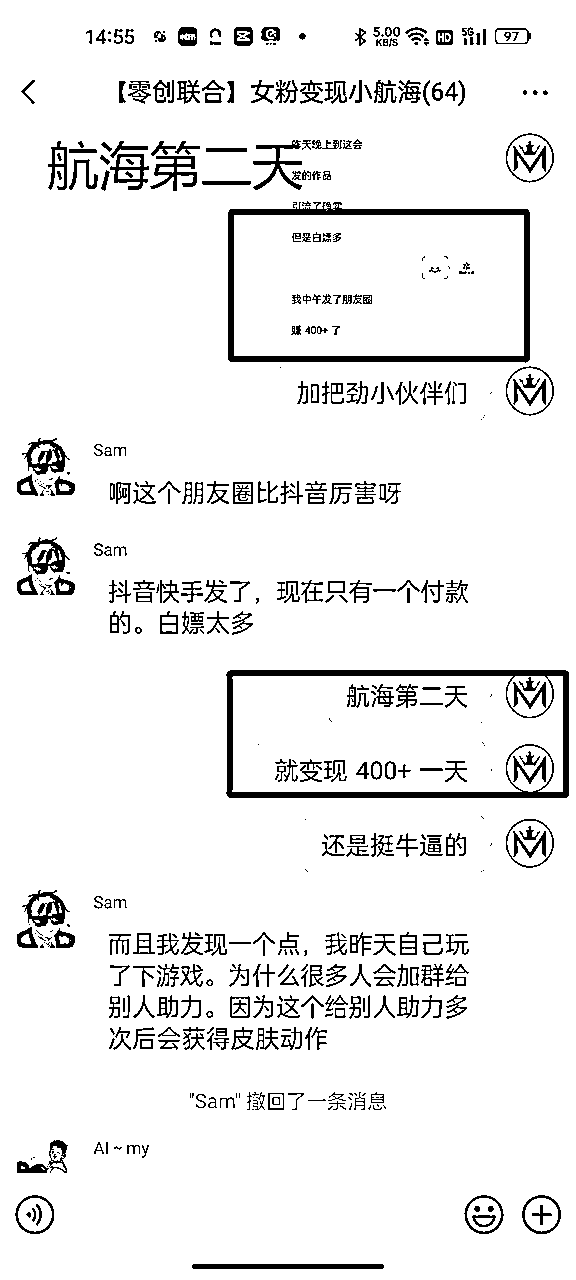 14:55
5.00 KB/S
HD
5G
97
【零创联合】女粉变现小航海(64)
航海第二天
昨天晚上到这会
发的作品
引流了确实
但是白嫖多
我中午发了朋友圈
赚 400+ 了
加把劲小伙伴们
Sam
啊这个朋友圈比抖音厉害呀
Sam
抖音快手发了，现在只有一个付款
的。白嫖太多
航海第二天
就变现 400+ 一天
还是挺牛逼的
Sam
而且我发现一个点，我昨天自己玩
了下游戏。为什么很多人会加群给
别人助力。因为这个给别人助力多
次后会获得皮肤动作
"Sam" 撤回了一条消息
AI ~ my